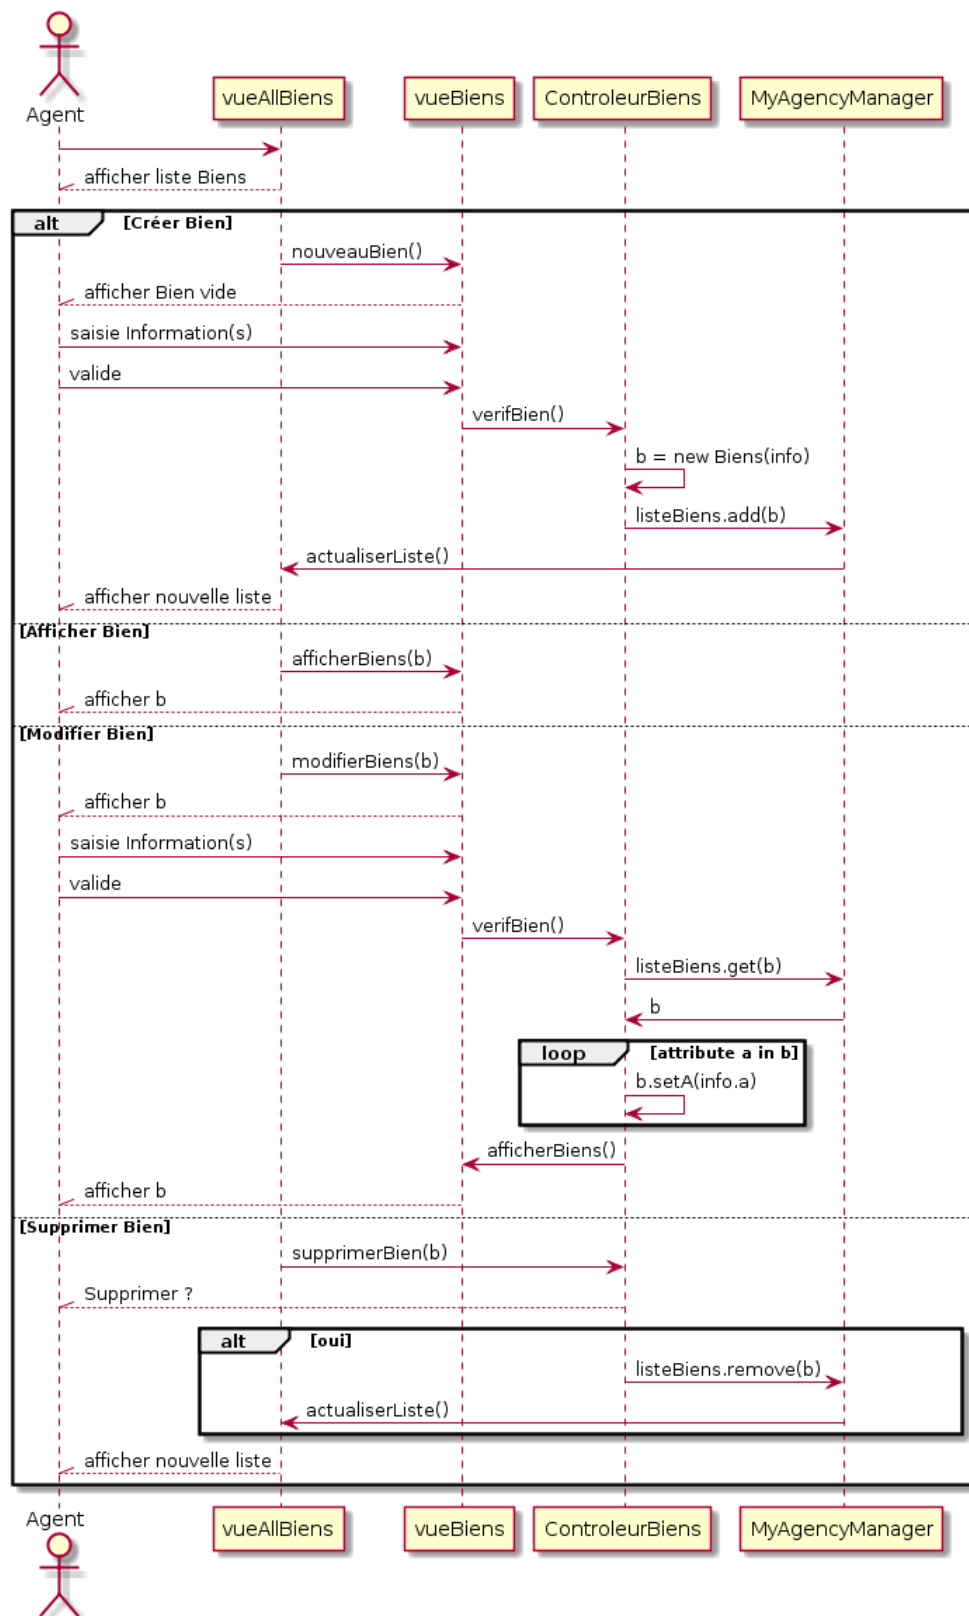 Agent
vueAllBiens
vueBiens
ControleurBiens
MyAgencyManager
afficher liste Biens
alt
[Créer Bien]
nouveauBien()
afficher Bien vide
saisie Information(s)
valide
verifBien()
b = new Biens(info)
listeBiens.add(b)
actualiserListe()
afficher nouvelle liste
[Afficher Bien]
afficherBiens(b)
afficher b
[Modifier Bien]
modifierBiens(b)
afficher b
saisie Information(s)
valide
verifBien()
listeBiens.get(b)
b
loop
[attribute a in b]
b.setA(info.a)
afficherBiens()
afficher b
[Supprimer Bien]
supprimerBien(b)
Supprimer ?
alt
[oui]
listeBiens.remove(b)
actualiserListe()
afficher nouvelle liste
Agent
vueAllBiens
vueBiens
ControleurBiens
MyAgencyManager